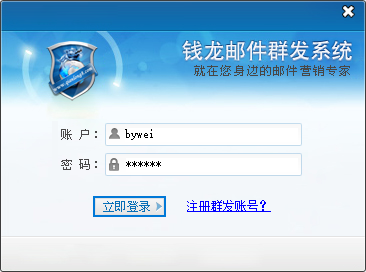 钱龙邮件群发系统
就在您身边的邮件营销专家
账 户： bywei
密 码： ******
立即登录 注册群发账号？